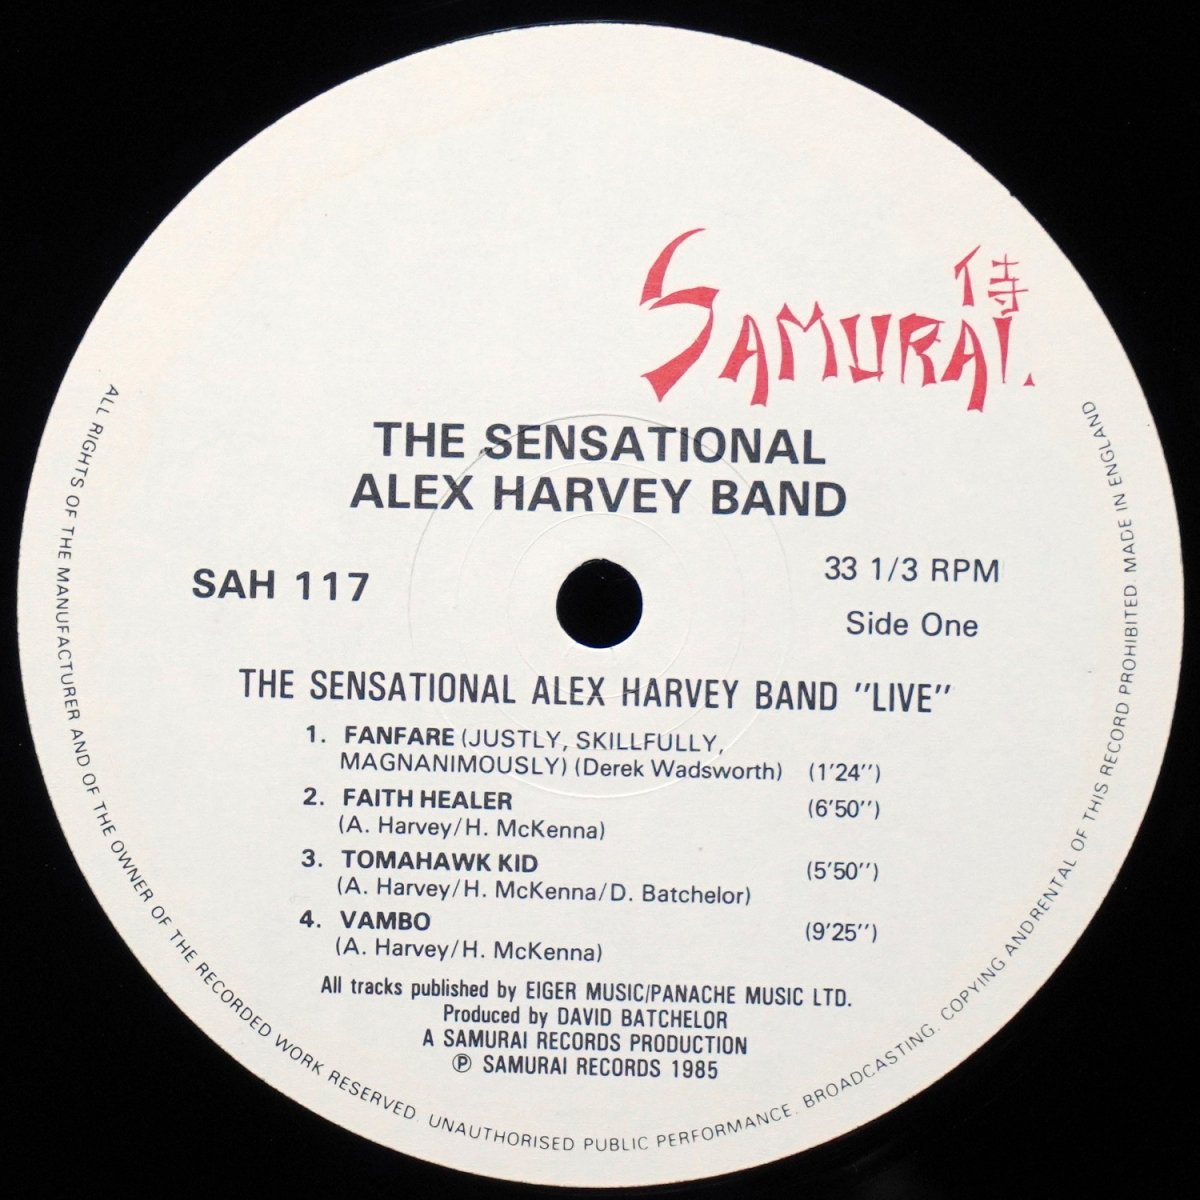 侍
SAMURAI.
THE SENSATIONAL
ALEX HARVEY BAND
SAH 117
33 1/3 RPM
Side One
THE SENSATIONAL ALEX HARVEY BAND "LIVE"
1. FANFARE (JUSTLY, SKILLFULLY,
MAGNANIMOUSLY) (Derek Wadsworth) (1'24")
2. FAITH HEALER (6'50")
(A. Harvey/H. McKenna)
3. TOMAHAWK KID (5'50")
(A. Harvey/H. McKenna/D. Batchelor)
4. VAMBO (9'25")
(A. Harvey/H. McKenna)
All tracks published by EIGER MUSIC/PANACHE MUSIC LTD.
Produced by DAVID BATCHELOR
A SAMURAI RECORDS PRODUCTION
℗ SAMURAI RECORDS 1985
ALL RIGHTS OF THE MANUFACTURER AND OF THE OWNER OF THE RECORDED WORK RESERVED. UNAUTHORISED PUBLIC PERFORMANCE. BROADCASTING. COPYING ANDRENTAL OF THIS RECORD PROHIBITED. MADE IN ENGLAND